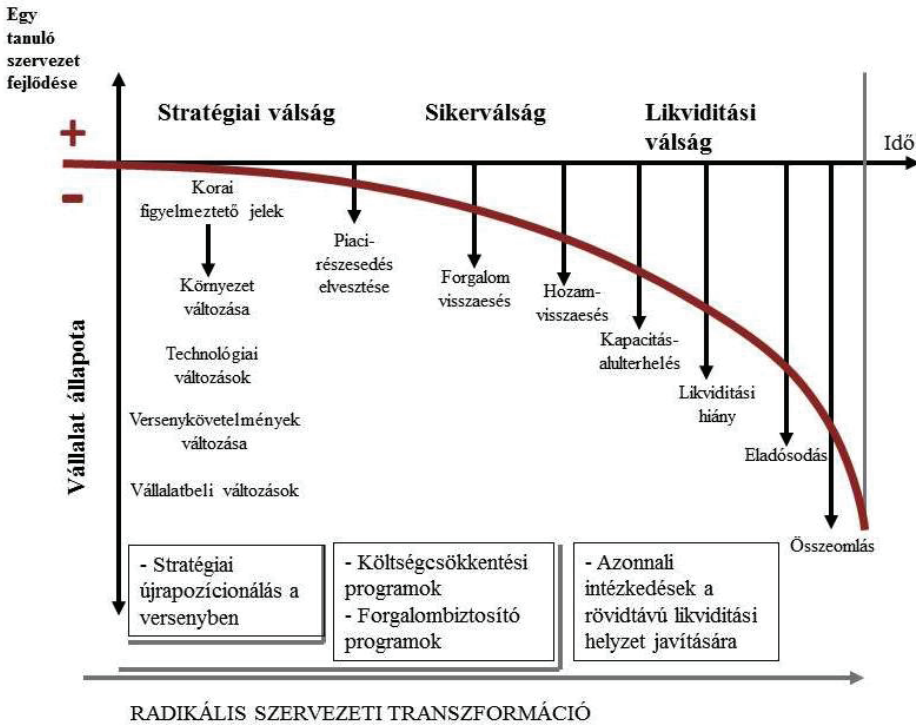 Egy
tanuló
szervezet
fejlődése
Stratégiai válság
Sikerválság
Likviditási
válság
Idő
+
–
Korai
figyelmeztető jelek
Környezet
változása
Technológiai
változások
Versenykövetelmények
változása
Vállalatbeli változások
Piaci-
részesedés
elvesztése
Forgalom
visszaesés
Hozam-
visszaesés
Kapacitás-
alulterhelés
Likviditási
hiány
Eladósodás
Összeomlás
Vállalat állapota
- Stratégiai
újrapozícionálás a
versenyben
- Költségcsökkentési
programok
- Forgalombiztosító
programok
- Azonnali
intézkedések a
rövidtávú likviditási
helyzet javítására
RADIKÁLIS SZERVEZETI TRANSZFORMÁCIÓ